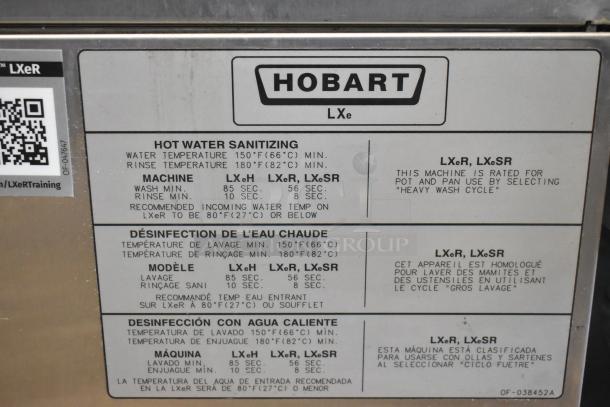 ™ LXeR
OF-047647
m/LXeRTraining
HOBART
LXe
HOT WATER SANITIZING
WATER TEMPERATURE 150°F(66°C) MIN.
RINSE TEMPERATURE 180°F(82°C) MIN.
MACHINE LXeH LXeR, LXeSR
WASH MIN. 85 SEC. 56 SEC.
RINSE MIN. 10 SEC. 8 SEC.
RECOMMENDED INCOMING WATER TEMP ON
LXeR TO BE 80°F(27°C) OR BELOW
LXeR, LXeSR
THIS MACHINE IS RATED FOR
POT AND PAN USE BY SELECTING
"HEAVY WASH CYCLE"
DÉSINFECTION DE L'EAU CHAUDE
TEMPÉRATURE DE LAVAGE MIN. 150°F(66°C)
TEMPÉRATURE DE RINÇAGE MIN. 180°F(82°C)
MODÈLE LXeH LXeR, LXeSR
LAVAGE 85 SEC. 56 SEC.
RINÇAGE SANI 10 SEC. 8 SEC.
RECOMMANDÉ TEMP EAU ENTRANT
SUR LXeR À 80°F(27°C) OU SOUFFLET
LXeR, LXeSR
CET APPAREIL EST HOMOLOGUÉ
POUR LAVER DES MAMITES ET
DES USTENSILES EN UTILISANT
LE CYCLE "GROS LAVAGE"
DESINFECCIÓN CON AGUA CALIENTE
TEMPERATURA DE LAVADO 150°F(66°C) MÍN.
TEMPERATURA DE ENJUAGUE 180°F(82°C) MÍN.
MÁQUINA LXeH LXeR, LXeSR
LAVADO MIN. 85 SEC. 56 SEC.
ENJUAGUE MIN. 10 SEC. 8 SEC.
LA TEMPERATURA DEL AQUA DE ENTRADA RECOMENDADA
EN LA LXeR SERÁ DE 80°F(27°C) O MENOR
LXeR, LXeSR
ESTA MÁQUINA ESTÁ CLASIFICADA
PARA USARSE CON OLLAS Y SARTENES
AL SELECCIONAR "CICLO FUETRE"
OF-038452A
GROUP